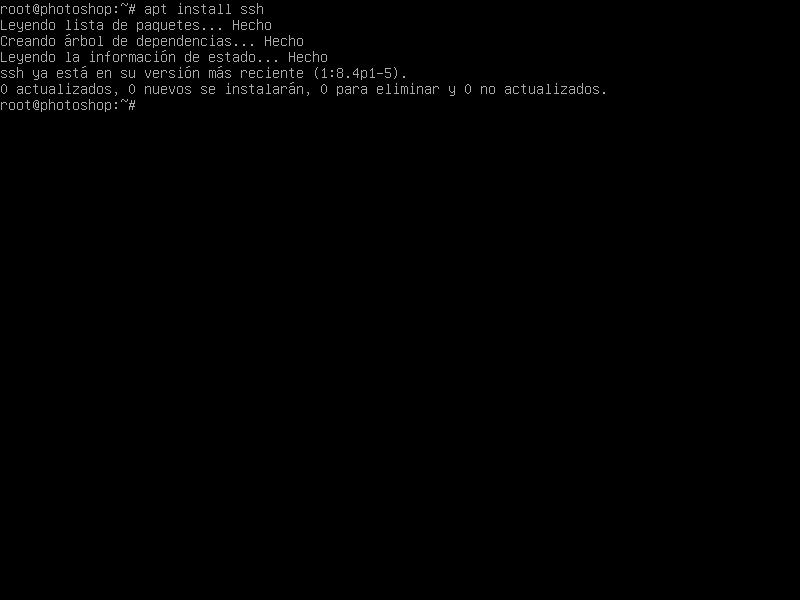 root@photoshop:~# apt install ssh
Leyendo lista de paquetes... Hecho
Creando árbol de dependencias... Hecho
Leyendo la información de estado... Hecho
ssh ya está en su versión más reciente (1:8.4p1-5).
0 actualizados, 0 nuevos se instalarán, 0 para eliminar y 0 no actualizados.
root@photoshop:~#